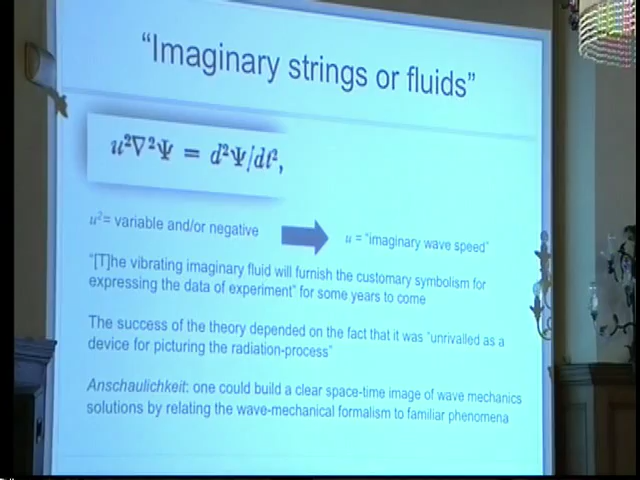 “Imaginary strings or fluids”
u²∇²Ψ = d²Ψ/dt²,
u²= variable and/or negative
u = “imaginary wave speed”
“[T]he vibrating imaginary fluid will furnish the customary symbolism for
expressing the data of experiment” for some years to come
The success of the theory depended on the fact that it was “unrivalled as a
device for picturing the radiation-process”
Anschaulichkeit: one could build a clear space-time image of wave mechanics
solutions by relating the wave-mechanical formalism to familiar phenomena